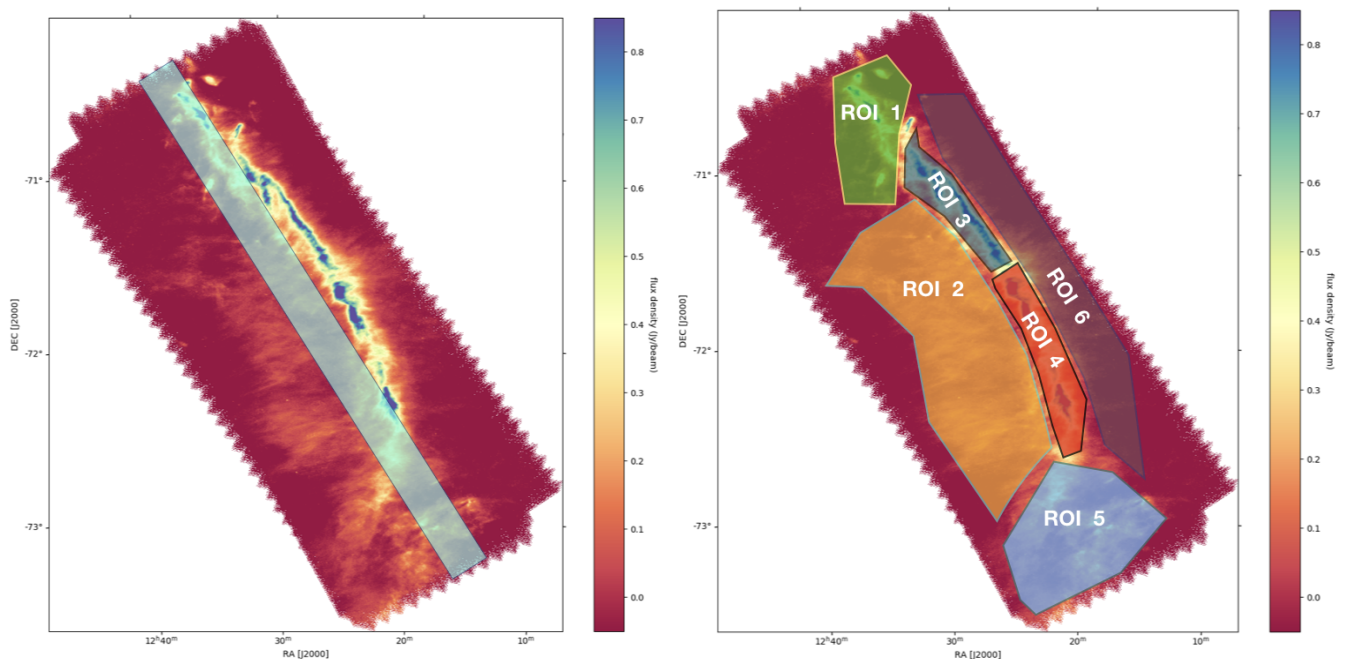 0.8
0.7
0.6
0.5
0.4
0.3
0.2
0.1
0.0
flux density (Jy/beam)
-71°
-72°
-73°
DEC [J2000]
12ʰ40ᵐ
30ᵐ
20ᵐ
10ᵐ
RA [J2000]
ROI 1
ROI 3
ROI 2
ROI 6
ROI 4
ROI 5
0.8
0.7
0.6
0.5
0.4
0.3
0.2
0.1
0.0
flux density (Jy/beam)
-71°
-72°
-73°
DEC [J2000]
12ʰ40ᵐ
30ᵐ
20ᵐ
10ᵐ
RA [J2000]